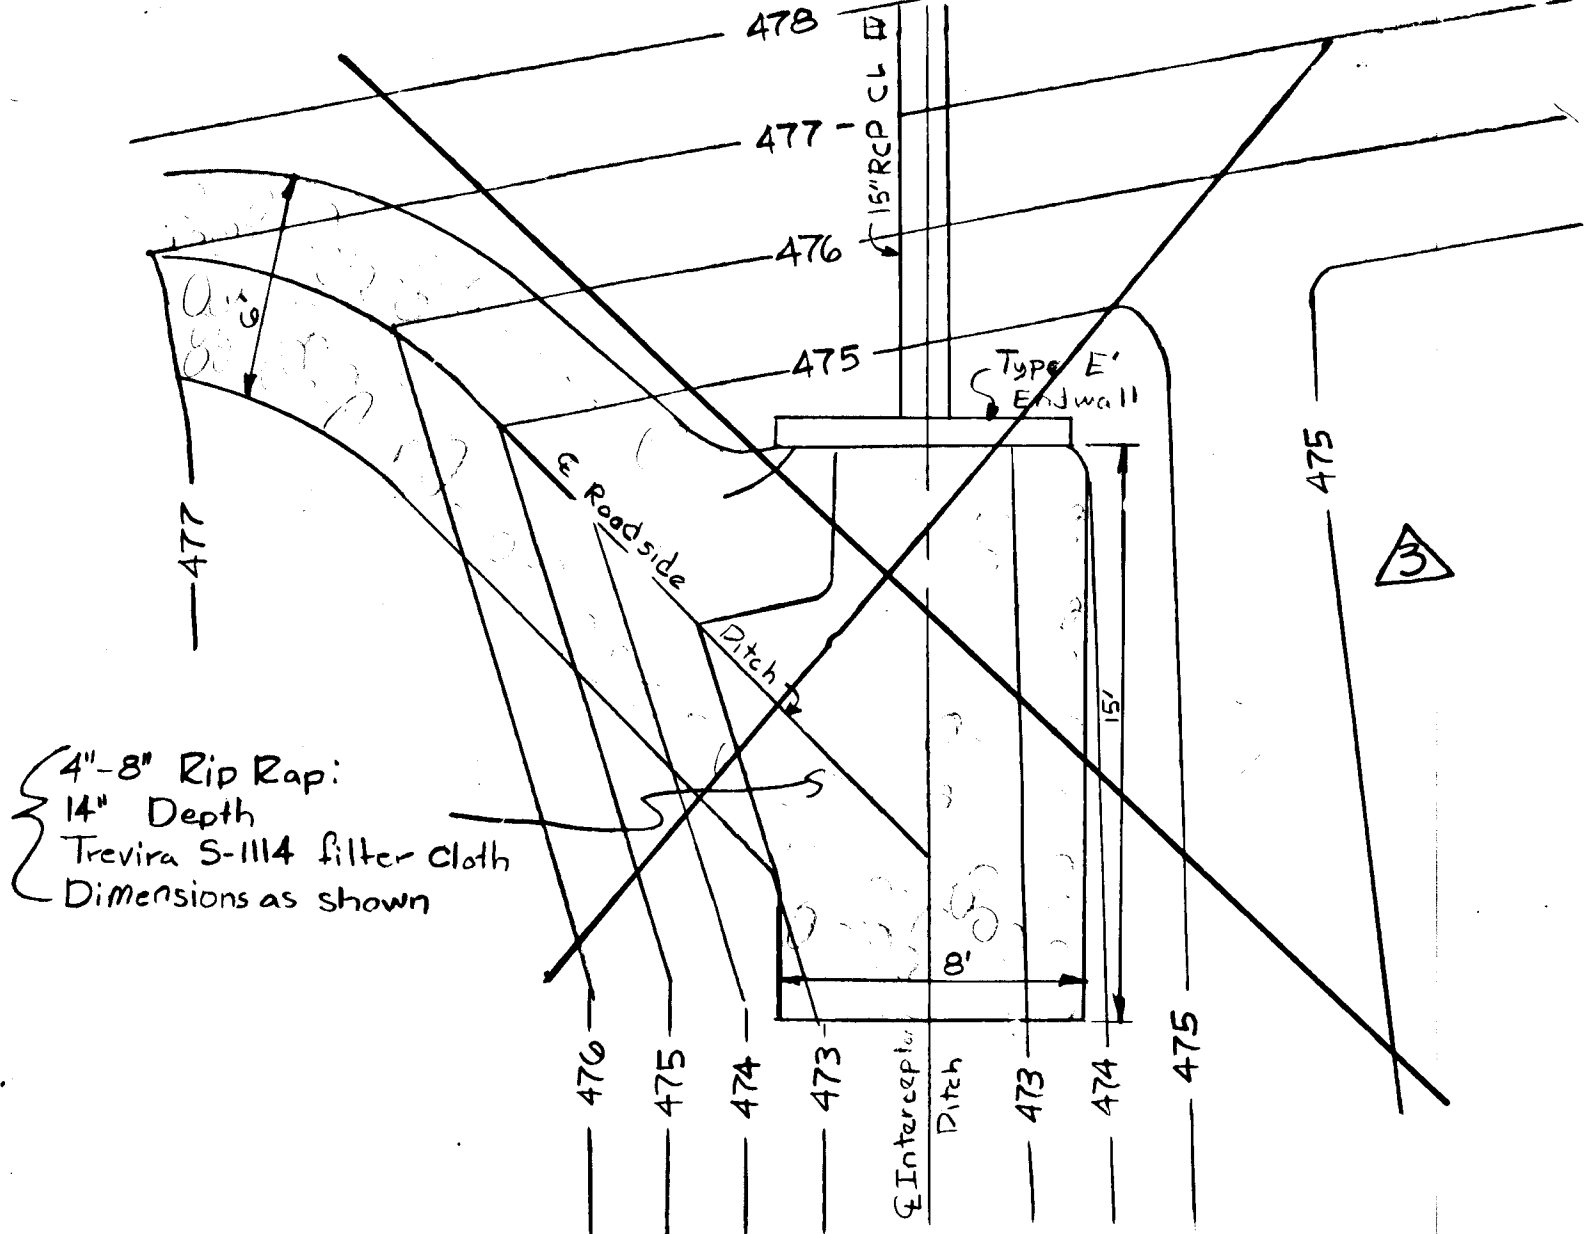 478
477
476
475
15"RCP CL IV
Type 'E'
Endwall
475
3
477
6'
℄ Roadside
Ditch
15'
4"-8" Rip Rap:
14" Depth
Trevira S-1114 filter Cloth
Dimensions as shown
8'
476
475
474
473
℄ Interceptor
Ditch
473
474
475